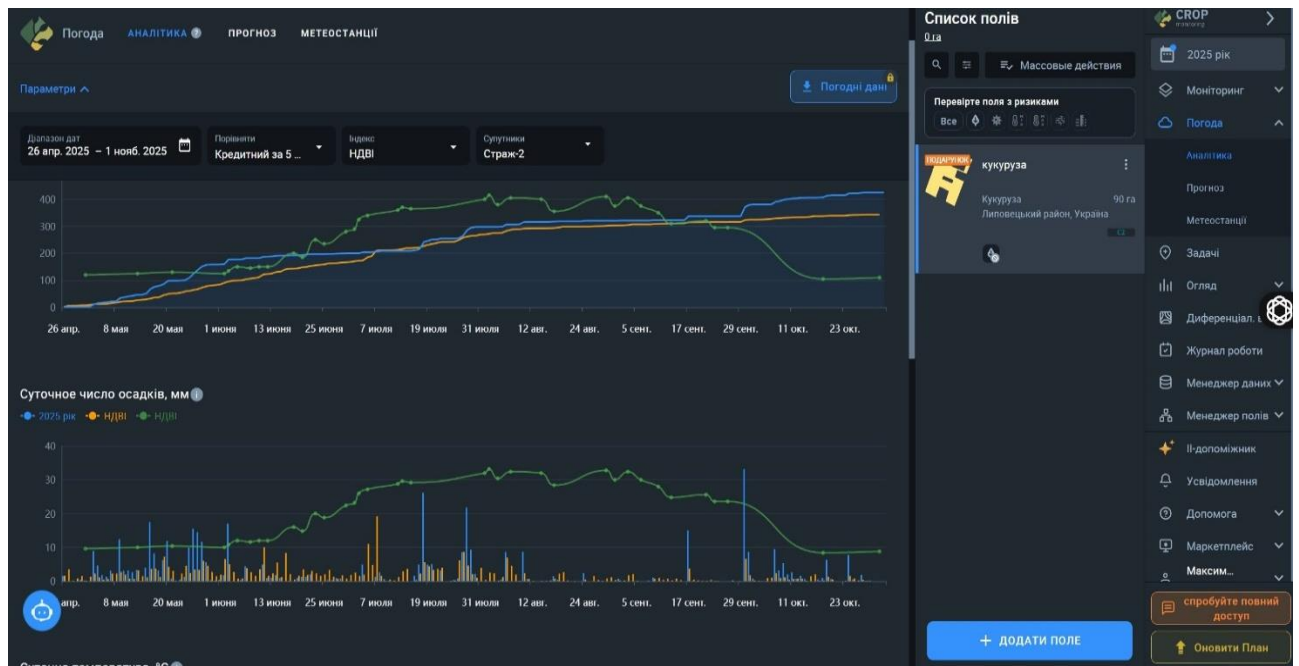 Погода АНАЛІТИКА ПРОГНОЗ МЕТЕОСТАНЦІЇ
Параметри
Погодні дані
Діапазон дат
26 апр. 2025 – 1 нояб. 2025
Порівняти
Кредитний за 5 ...
Індекс
НДВІ
Супутники
Страж-2
400
300
200
100
0
26 апр. 8 мая 20 мая 1 июня 13 июня 25 июня 7 июля 19 июля 31 июля 12 авг. 24 авг. 5 сент. 17 сент. 29 сент. 11 окт. 23 окт.
Суточное число осадків, мм
2025 рік НДВІ НДВІ
40
30
20
10
0
апр. 8 мая 20 мая 1 июня 13 июня 25 июня 7 июля 19 июля 31 июля 12 авг. 24 авг. 5 сент. 17 сент. 29 сент. 11 окт. 23 окт.
Список полів
0 га
Массовые действия
Перевірте поля з ризиками
Все
ПОДАРУНОК
кукуруза
Кукуруза 90 га
Липовецький район, Україна
+ ДОДАТИ ПОЛЕ
CROP
monitoring
2025 рік
Моніторинг
Погода
Аналітика
Прогноз
Метеостанції
Задачі
Огляд
Диференціал.
Журнал роботи
Менеджер даних
Менеджер полів
ІІ-допоміжник
Усвідомлення
Допомога
Маркетплейс
Максим...
спробуйте повний
доступ
Оновити План